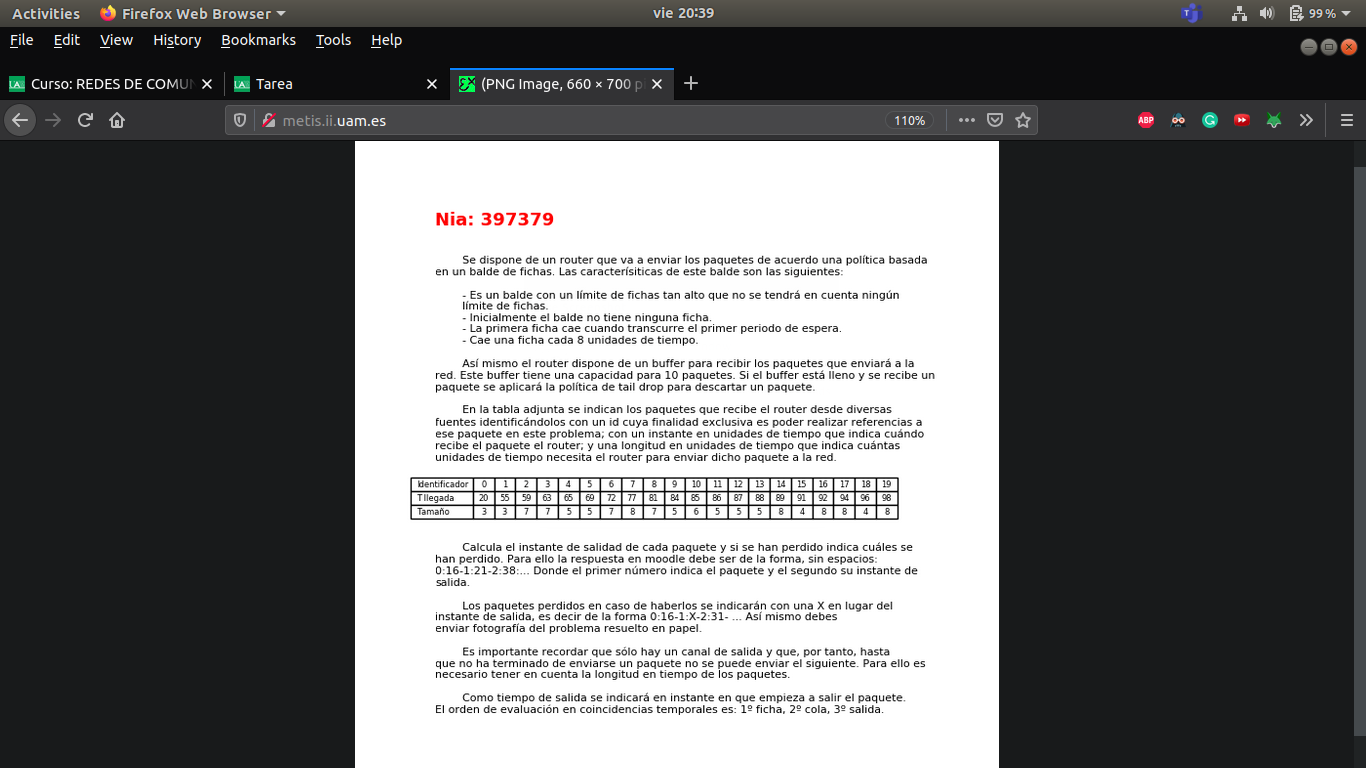 Activities Firefox Web Browser vie 20:39 99 %
File Edit View History Bookmarks Tools Help
Curso: REDES DE COMUN Tarea (PNG Image, 660 × 700 p
metis.ii.uam.es 110% ABP
Nia: 397379
Se dispone de un router que va a enviar los paquetes de acuerdo una política basada
en un balde de fichas. Las caracterísiticas de este balde son las siguientes:
- Es un balde con un límite de fichas tan alto que no se tendrá en cuenta ningún
límite de fichas.
- Inicialmente el balde no tiene ninguna ficha.
- La primera ficha cae cuando transcurre el primer periodo de espera.
- Cae una ficha cada 8 unidades de tiempo.
Así mismo el router dispone de un buffer para recibir los paquetes que enviará a la
red. Este buffer tiene una capacidad para 10 paquetes. Si el buffer está lleno y se recibe un
paquete se aplicará la política de tail drop para descartar un paquete.
En la tabla adjunta se indican los paquetes que recibe el router desde diversas
fuentes identificándolos con un id cuya finalidad exclusiva es poder realizar referencias a
ese paquete en este problema; con un instante en unidades de tiempo que indica cuándo
recibe el paquete el router; y una longitud en unidades de tiempo que indica cuántas
unidades de tiempo necesita el router para enviar dicho paquete a la red.
Identificador 0 1 2 3 4 5 6 7 8 9 10 11 12 13 14 15 16 17 18 19
T llegada 20 55 59 63 65 69 72 77 81 84 85 86 87 88 89 91 92 94 96 98
Tamaño 3 3 7 7 5 5 7 8 7 5 6 5 5 5 8 4 8 8 4 8
Calcula el instante de salidad de cada paquete y si se han perdido indica cuáles se
han perdido. Para ello la respuesta en moodle debe ser de la forma, sin espacios:
0:16-1:21-2:38:... Donde el primer número indica el paquete y el segundo su instante de
salida.
Los paquetes perdidos en caso de haberlos se indicarán con una X en lugar del
instante de salida, es decir de la forma 0:16-1:X-2:31- ... Así mismo debes
enviar fotografía del problema resuelto en papel.
Es importante recordar que sólo hay un canal de salida y que, por tanto, hasta
que no ha terminado de enviarse un paquete no se puede enviar el siguiente. Para ello es
necesario tener en cuenta la longitud en tiempo de los paquetes.
Como tiempo de salida se indicará en instante en que empieza a salir el paquete.
El orden de evaluación en coincidencias temporales es: 1º ficha, 2º cola, 3º salida.